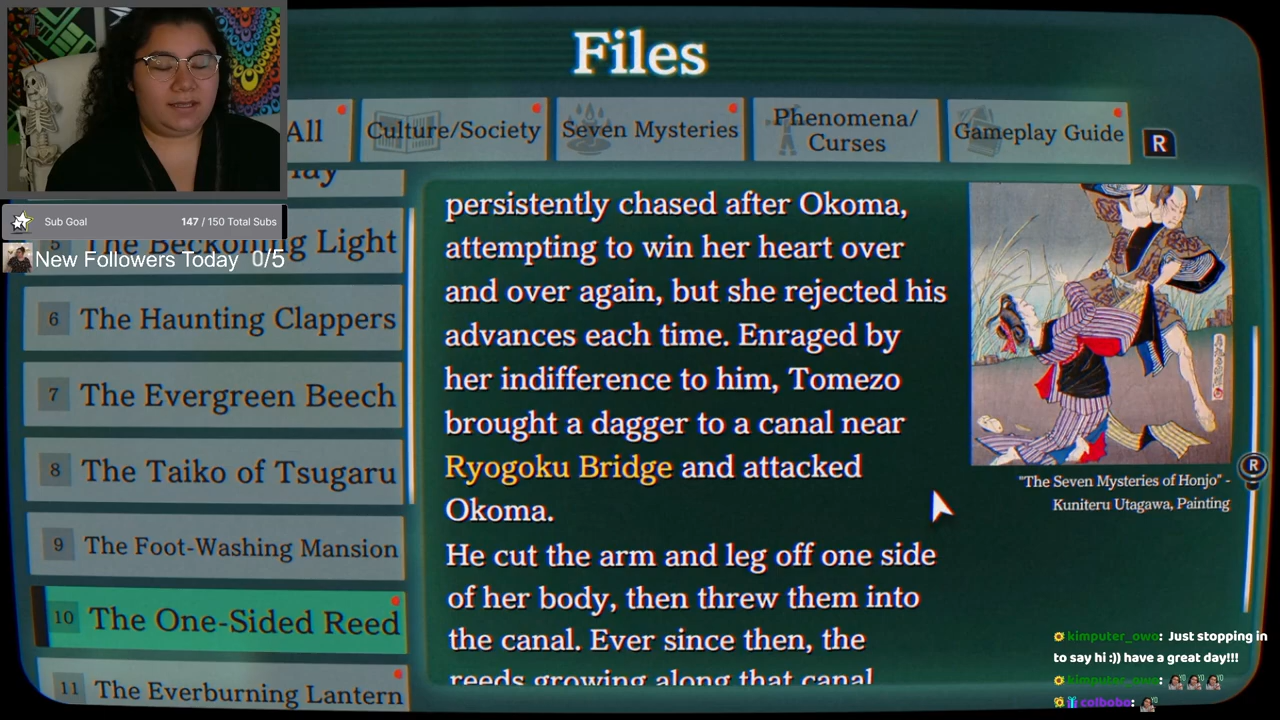 Files
All
Culture/Society
Seven Mysteries
Phenomena/
Curses
Gameplay Guide
R
Sub Goal
147 / 150 Total Subs
New Followers Today 0/5
5 The Beckoning Light
6 The Haunting Clappers
7 The Evergreen Beech
8 The Taiko of Tsugaru
9 The Foot-Washing Mansion
10 The One-Sided Reed
11 The Everburning Lantern
persistently chased after Okoma,
attempting to win her heart over
and over again, but she rejected his
advances each time. Enraged by
her indifference to him, Tomezo
brought a dagger to a canal near
Ryogoku Bridge and attacked
Okoma.
He cut the arm and leg off one side
of her body, then threw them into
the canal. Ever since then, the
reeds growing along that canal
"The Seven Mysteries of Honjo" -
Kuniteru Utagawa, Painting
R
kimputer_owo: Just stopping in
to say hi :)) have a great day!!!
kimputer_owo:
colbobo: